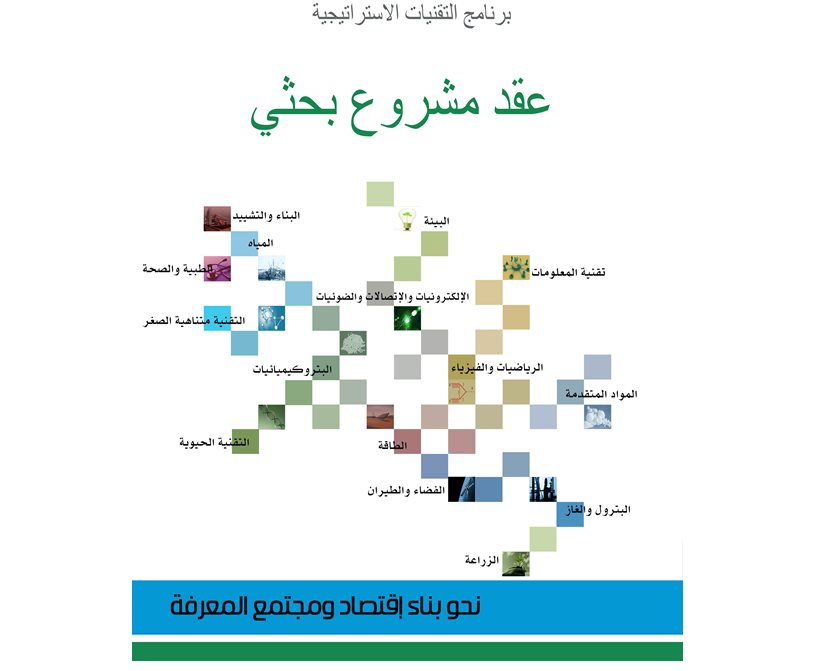 برنامج التقنيات الاستراتيجية
عقد مشروع بحثي
البناء والتشييد
البيئة
المياه
الطبية والصحة
تقنية المعلومات
الإلكترونيات والإتصالات والضوئيات
التقنية متناهية الصغر
الرياضيات والفيزياء
البتروكيميائيات
المواد المتقدمة
التقنية الحيوية
الطاقة
الفضاء والطيران
البترول والغاز
الزراعة
نحو بناء إقتصاد ومجتمع المعرفة